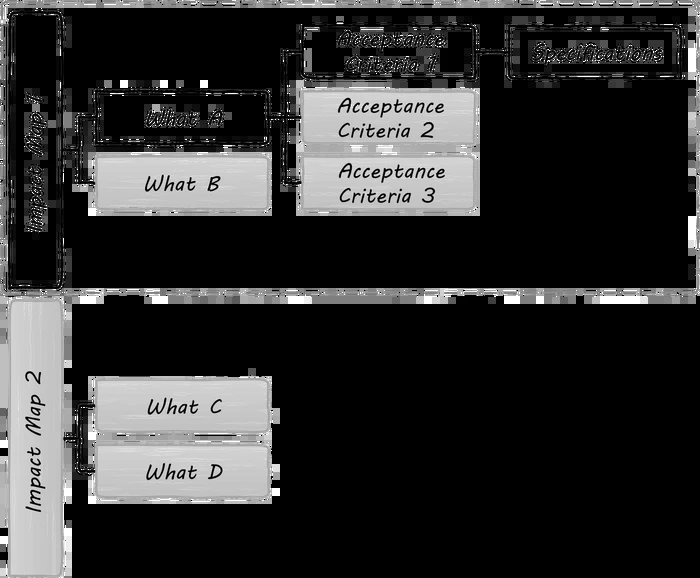 Impact Map 1
Acceptance
Criteria 1
Specifications
What A
Acceptance
Criteria 2
What B
Acceptance
Criteria 3
Impact Map 2
What C
What D